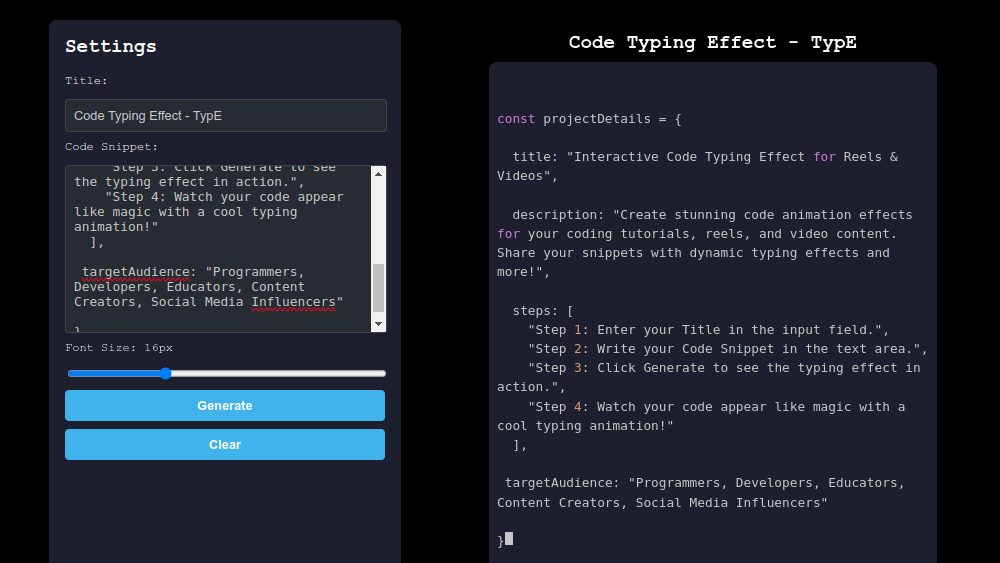 Settings
Title:
Code Typing Effect - TypE
Code Snippet:
"Step 3: Click Generate to see
the typing effect in action.",
"Step 4: Watch your code appear
like magic with a cool typing
animation!"
],
targetAudience: "Programmers,
Developers, Educators, Content
Creators, Social Media Influencers"
}
Font Size: 16px
Generate
Clear
Code Typing Effect - TypE
const projectDetails = {
title: "Interactive Code Typing Effect for Reels &
Videos",
description: "Create stunning code animation effects
for your coding tutorials, reels, and video content.
Share your snippets with dynamic typing effects and
more!",
steps: [
"Step 1: Enter your Title in the input field.",
"Step 2: Write your Code Snippet in the text area.",
"Step 3: Click Generate to see the typing effect in
action.",
"Step 4: Watch your code appear like magic with a
cool typing animation!"
],
targetAudience: "Programmers, Developers, Educators,
Content Creators, Social Media Influencers"
}